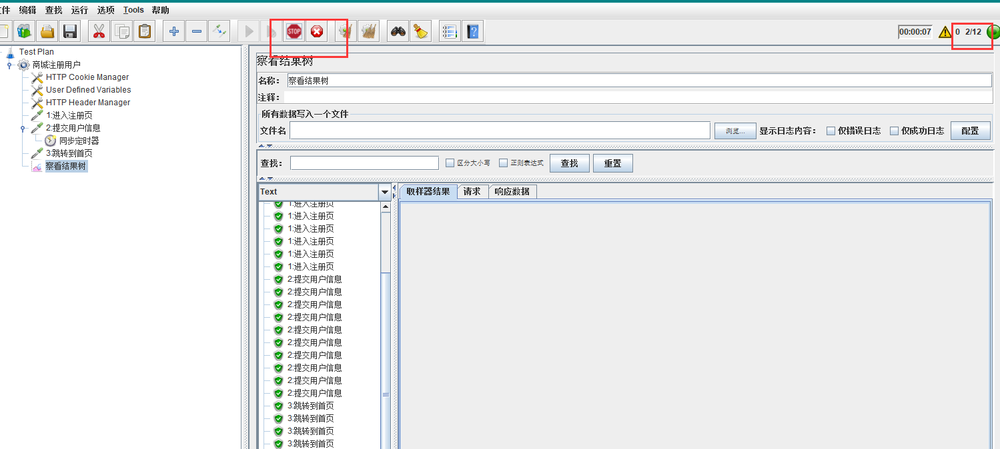 件 编辑 查找 运行 选项 Tools 帮助
STOP
00:00:07 0 2/12
Test Plan
商城注册用户
HTTP Cookie Manager
User Defined Variables
HTTP Header Manager
1:进入注册页
2:提交用户信息
同步定时器
3:跳转到首页
察看结果树
察看结果树
名称: 察看结果树
注释:
所有数据写入一个文件
文件名 浏览... 显示日志内容: 仅错误日志 仅成功日志 配置
查找: 区分大小写 正则表达式 查找 重置
Text
取样器结果 请求 响应数据
1:进入注册页
1:进入注册页
1:进入注册页
1:进入注册页
1:进入注册页
1:进入注册页
2:提交用户信息
2:提交用户信息
2:提交用户信息
2:提交用户信息
2:提交用户信息
2:提交用户信息
2:提交用户信息
2:提交用户信息
2:提交用户信息
2:提交用户信息
3:跳转到首页
3:跳转到首页
3:跳转到首页
3:跳转到首页